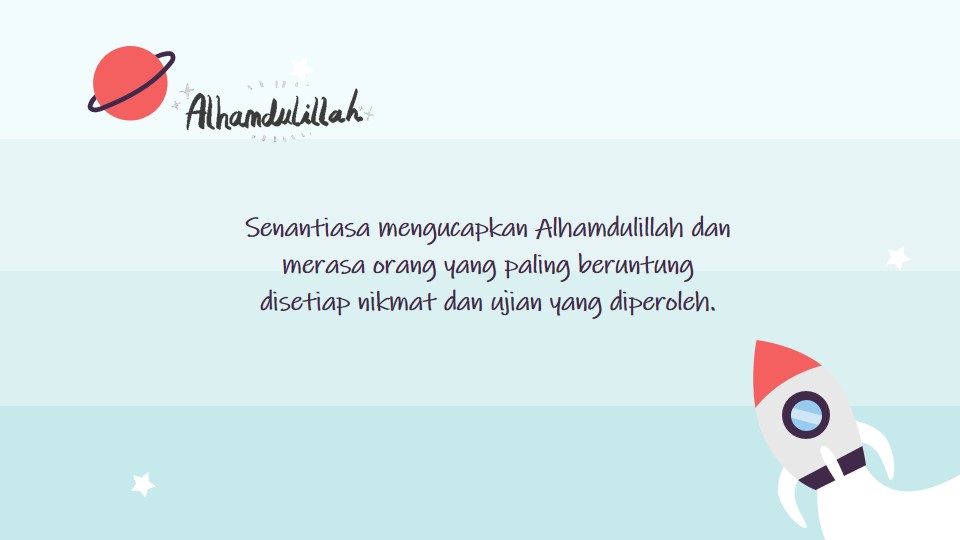 Alhamdulillah
Senantiasa mengucapkan Alhamdulillah dan
merasa orang yang paling beruntung
disetiap nikmat dan ujian yang diperoleh.